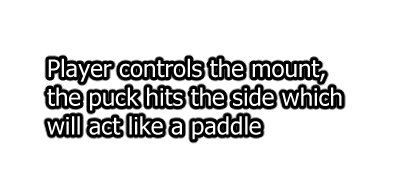 Player controls the mount,
the puck hits the side which
will act like a paddle